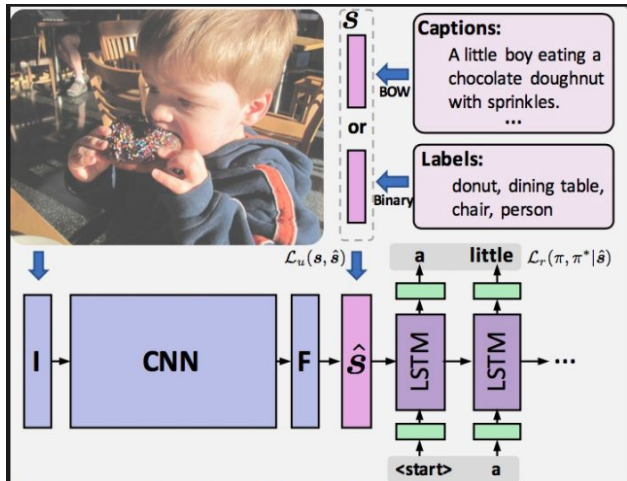 s
Captions:
A little boy eating a
chocolate doughnut
with sprinkles.
...
BOW
or
Labels:
donut, dining table,
chair, person
Binary
ℒᵤ(s, ŝ)
a
little
ℒᵣ(π, π*|ŝ)
I
CNN
F
ŝ
LSTM
LSTM
...
<start>
a